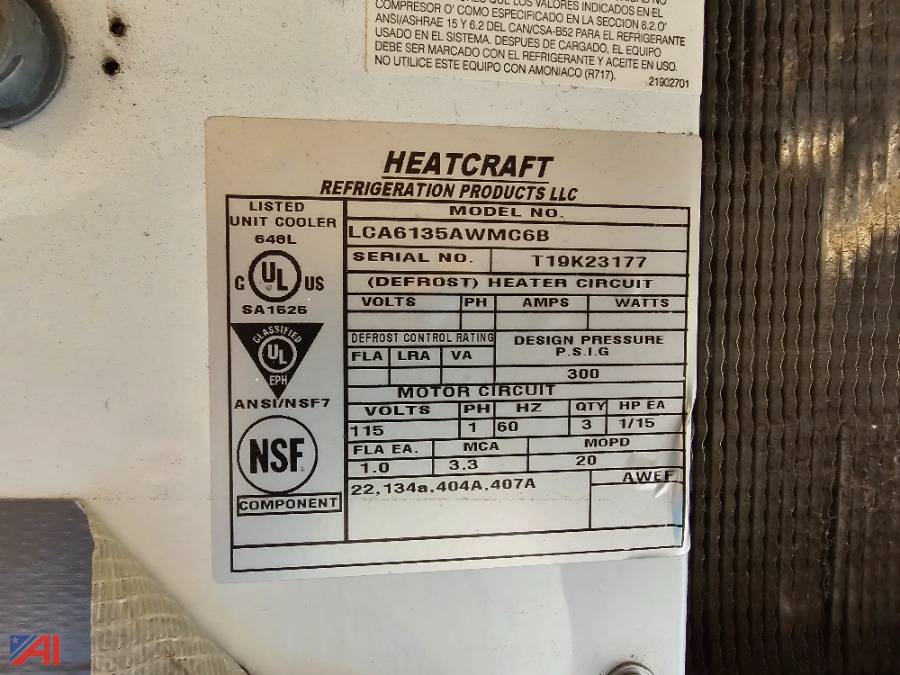 COMPRESOR O' COMO ESPECIFICADO EN LA SECCION 8.2.O'
ANSI/ASHRAE 15 Y 6.2 DEL CAN/CSA-B52 PARA EL REFRIGERANTE
USADO EN EL SISTEMA. DESPUES DE CARGADO, EL EQUIPO
DEBE SER MARCADO CON EL REFRIGERANTE Y ACEITE EN USO.
NO UTILICE ESTE EQUIPO CON AMONIACO (R717).
21902701
HEATCRAFT
REFRIGERATION PRODUCTS LLC
LISTED
UNIT COOLER
648L
C UL US
SA1526
CLASSIFIED
UL
EPH
ANSI/NSF7
NSF
COMPONENT
MODEL NO.
LCA6135AWMC6B
SERIAL NO. T19K23177
(DEFROST) HEATER CIRCUIT
VOLTS PH AMPS WATTS
DEFROST CONTROL RATING
FLA LRA VA
DESIGN PRESSURE
P.S.I.G
300
MOTOR CIRCUIT
VOLTS PH HZ QTY HP EA
115 1 60 3 1/15
FLA EA. MCA MOPD
1.0 3.3 20
22,134a,404A,407A
AWEF
AI